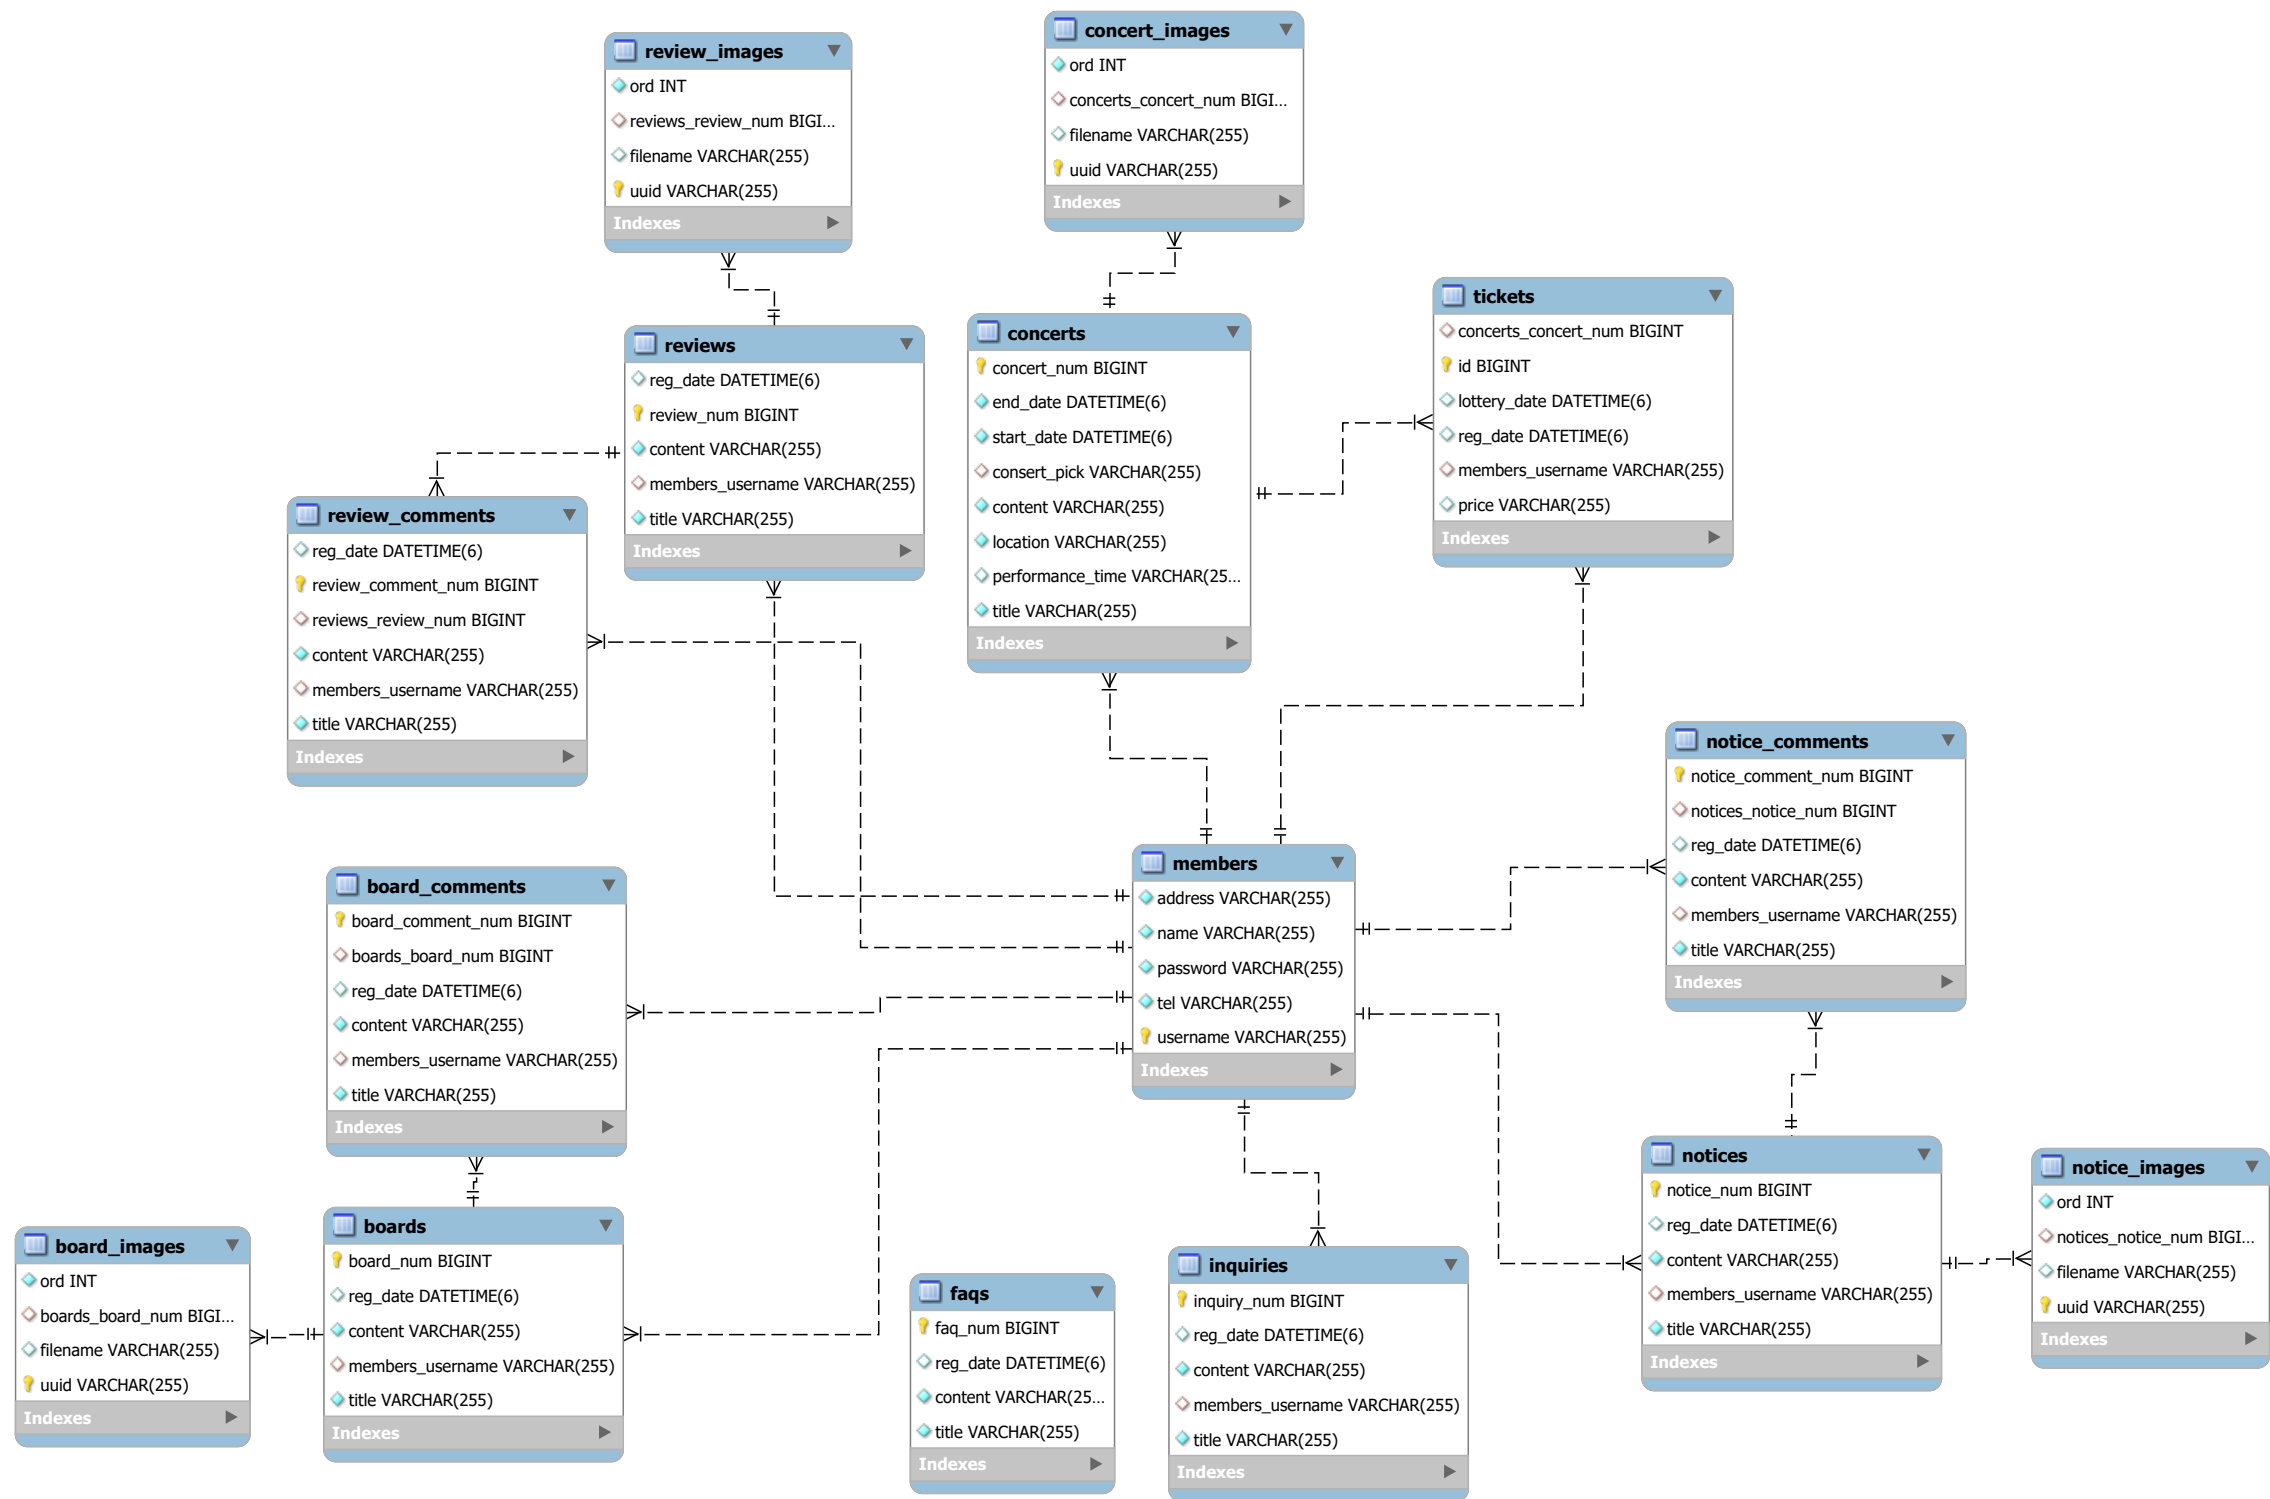 review_images
ord INT
reviews_review_num BIGI...
filename VARCHAR(255)
uuid VARCHAR(255)
Indexes
concert_images
ord INT
concerts_concert_num BIGI...
filename VARCHAR(255)
uuid VARCHAR(255)
Indexes
tickets
concerts_concert_num BIGINT
id BIGINT
lottery_date DATETIME(6)
reg_date DATETIME(6)
members_username VARCHAR(255)
price VARCHAR(255)
Indexes
reviews
reg_date DATETIME(6)
review_num BIGINT
content VARCHAR(255)
members_username VARCHAR(255)
title VARCHAR(255)
Indexes
concerts
concert_num BIGINT
end_date DATETIME(6)
start_date DATETIME(6)
consert_pick VARCHAR(255)
content VARCHAR(255)
location VARCHAR(255)
performance_time VARCHAR(25...
title VARCHAR(255)
Indexes
review_comments
reg_date DATETIME(6)
review_comment_num BIGINT
reviews_review_num BIGINT
content VARCHAR(255)
members_username VARCHAR(255)
title VARCHAR(255)
Indexes
notice_comments
notice_comment_num BIGINT
notices_notice_num BIGINT
reg_date DATETIME(6)
content VARCHAR(255)
members_username VARCHAR(255)
title VARCHAR(255)
Indexes
members
address VARCHAR(255)
name VARCHAR(255)
password VARCHAR(255)
tel VARCHAR(255)
username VARCHAR(255)
Indexes
board_comments
board_comment_num BIGINT
boards_board_num BIGINT
reg_date DATETIME(6)
content VARCHAR(255)
members_username VARCHAR(255)
title VARCHAR(255)
Indexes
notices
notice_num BIGINT
reg_date DATETIME(6)
content VARCHAR(255)
members_username VARCHAR(255)
title VARCHAR(255)
Indexes
notice_images
ord INT
notices_notice_num BIGI...
filename VARCHAR(255)
uuid VARCHAR(255)
Indexes
board_images
ord INT
boards_board_num BIGI...
filename VARCHAR(255)
uuid VARCHAR(255)
Indexes
boards
board_num BIGINT
reg_date DATETIME(6)
content VARCHAR(255)
members_username VARCHAR(255)
title VARCHAR(255)
Indexes
faqs
faq_num BIGINT
reg_date DATETIME(6)
content VARCHAR(25...
title VARCHAR(255)
Indexes
inquiries
inquiry_num BIGINT
reg_date DATETIME(6)
content VARCHAR(255)
members_username VARCHAR(255)
title VARCHAR(255)
Indexes